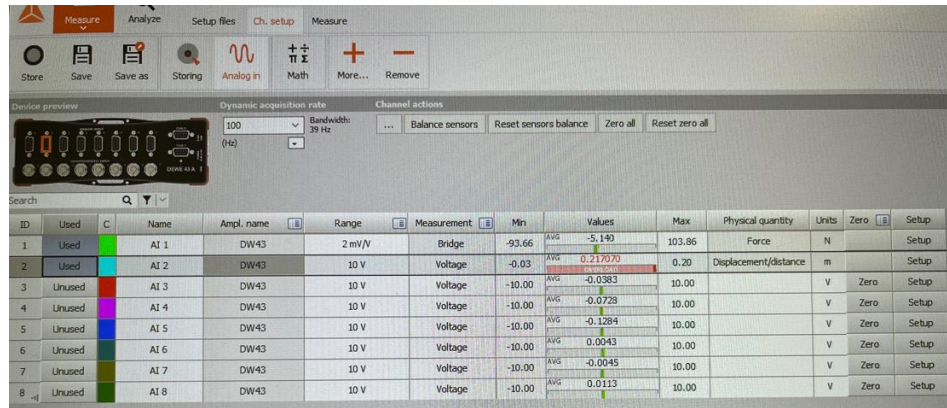 Measure Analyze Setup files Ch. setup Measure
Store Save Save as Storing Analog in Math More... Remove
Device preview Dynamic acquisition rate Channel actions
100 Bandwidth: 39 Hz ... Balance sensors Reset sensors balance Zero all Reset zero all
(Hz)
DEWE 43 A
Search
ID Used C Name Ampl. name Range Measurement Min Values Max Physical quantity Units Zero Setup
1 Used AI 1 DW43 2 mV/V Bridge -93.66 AVG -5.140 103.86 Force N Setup
2 Used AI 2 DW43 10 V Voltage -0.03 AVG 0.217070 OVERLOAD 0.20 Displacement/distance m Setup
3 Unused AI 3 DW43 10 V Voltage -10.00 AVG -0.0383 10.00 V Zero Setup
4 Unused AI 4 DW43 10 V Voltage -10.00 AVG -0.0728 10.00 V Zero Setup
5 Unused AI 5 DW43 10 V Voltage -10.00 AVG -0.1284 10.00 V Zero Setup
6 Unused AI 6 DW43 10 V Voltage -10.00 AVG 0.0043 10.00 V Zero Setup
7 Unused AI 7 DW43 10 V Voltage -10.00 AVG -0.0045 10.00 V Zero Setup
8 Unused AI 8 DW43 10 V Voltage -10.00 AVG 0.0113 10.00 V Zero Setup